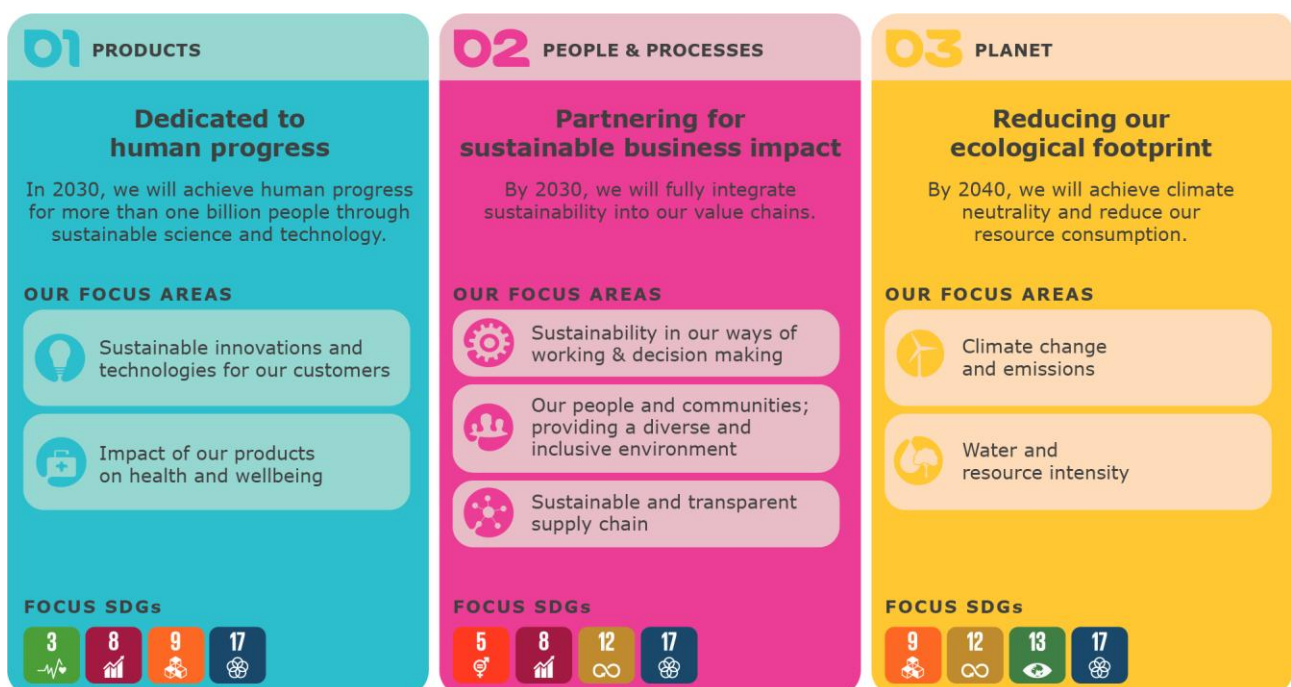 01 PRODUCTS
Dedicated to
human progress
In 2030, we will achieve human progress
for more than one billion people through
sustainable science and technology.
OUR FOCUS AREAS
Sustainable innovations and
technologies for our customers
Impact of our products
on health and wellbeing
FOCUS SDGs
3 8 9 17
02 PEOPLE & PROCESSES
Partnering for
sustainable business impact
By 2030, we will fully integrate
sustainability into our value chains.
OUR FOCUS AREAS
Sustainability in our ways of
working & decision making
Our people and communities;
providing a diverse and
inclusive environment
Sustainable and transparent
supply chain
FOCUS SDGs
5 8 12 17
03 PLANET
Reducing our
ecological footprint
By 2040, we will achieve climate
neutrality and reduce our
resource consumption.
OUR FOCUS AREAS
Climate change
and emissions
Water and
resource intensity
FOCUS SDGs
9 12 13 17